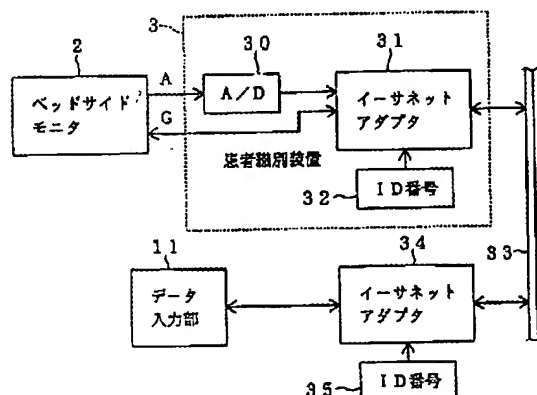 3
30
31
2
A
A/D
イーサネット
アダプタ
ベッドサイド
モニタ
G
患者識別装置
32
ID番号
33
34
11
データ
入力部
イーサネット
アダプタ
35
ID番号